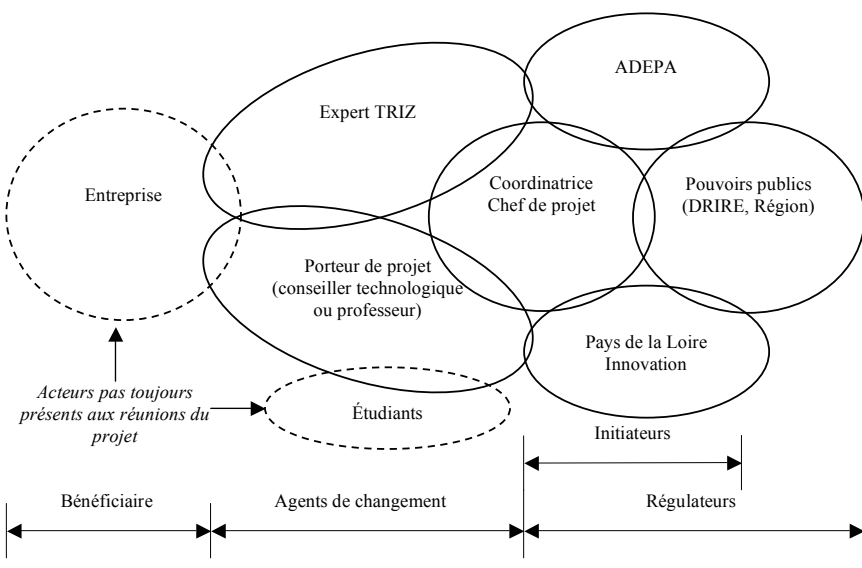 ADEPA
Expert TRIZ
Entreprise
Coordinatrice
Chef de projet
Pouvoirs publics
(DRIRE, Région)
Porteur de projet
(conseiller technologique
ou professeur)
Pays de la Loire
Innovation
Acteurs pas toujours
présents aux réunions du
projet
Étudiants
Initiateurs
Bénéficiaire
Agents de changement
Régulateurs